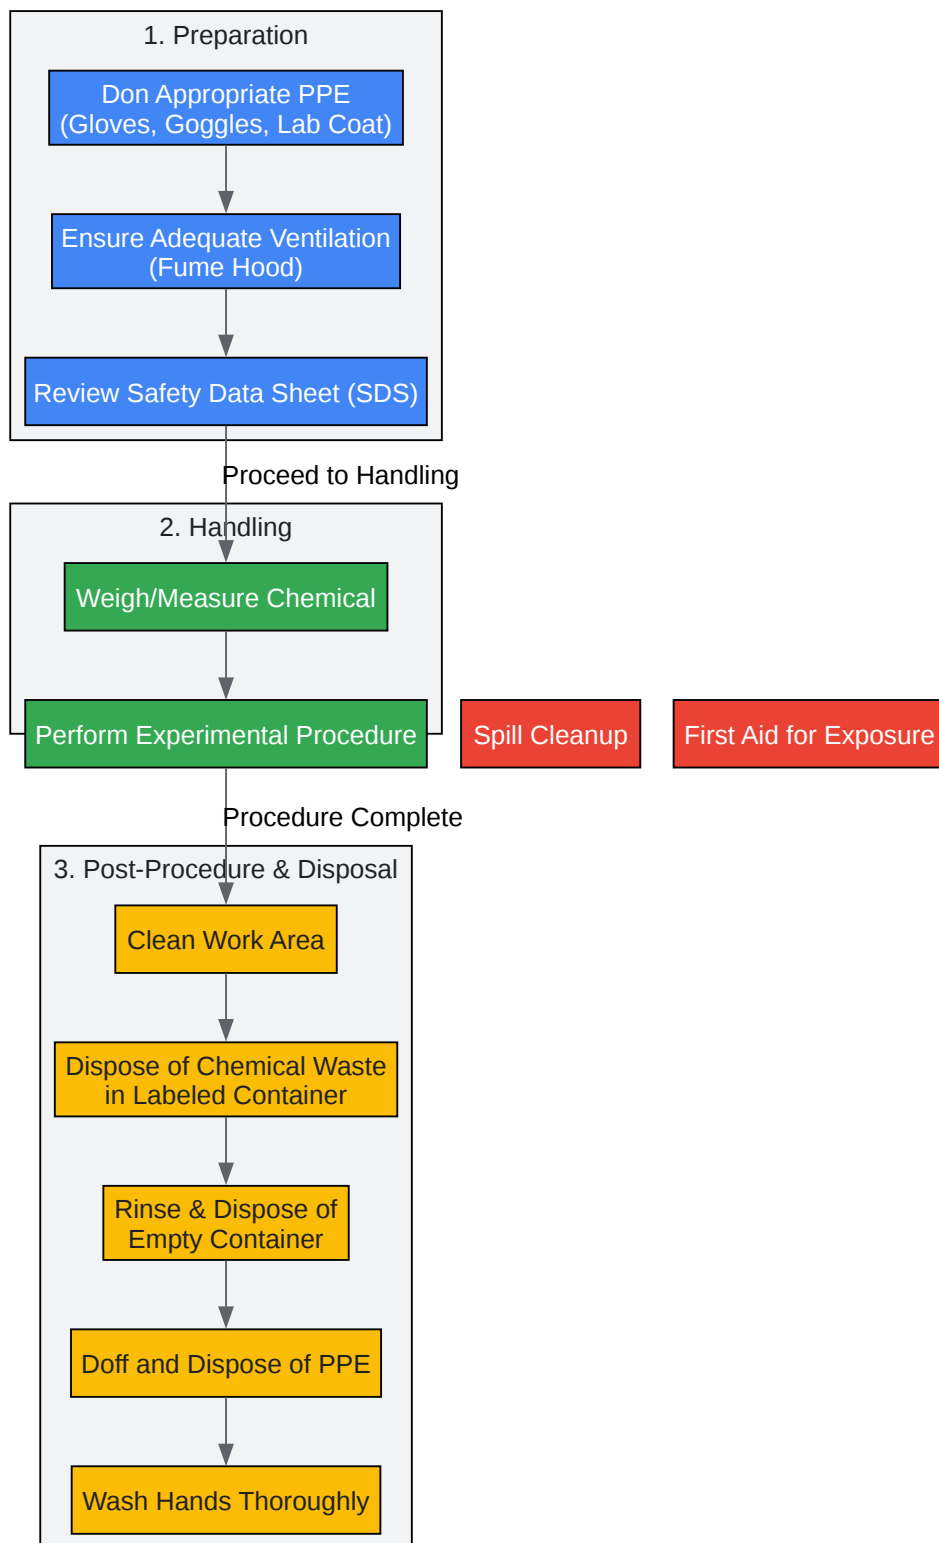 1. Preparation
Don Appropriate PPE
(Gloves, Goggles, Lab Coat)
Ensure Adequate Ventilation
(Fume Hood)
Review Safety Data Sheet (SDS)
Proceed to Handling
2. Handling
Weigh/Measure Chemical
Perform Experimental Procedure
Spill Cleanup
First Aid for Exposure
Procedure Complete
3. Post-Procedure & Disposal
Clean Work Area
Dispose of Chemical Waste
in Labeled Container
Rinse & Dispose of
Empty Container
Doff and Dispose of PPE
Wash Hands Thoroughly